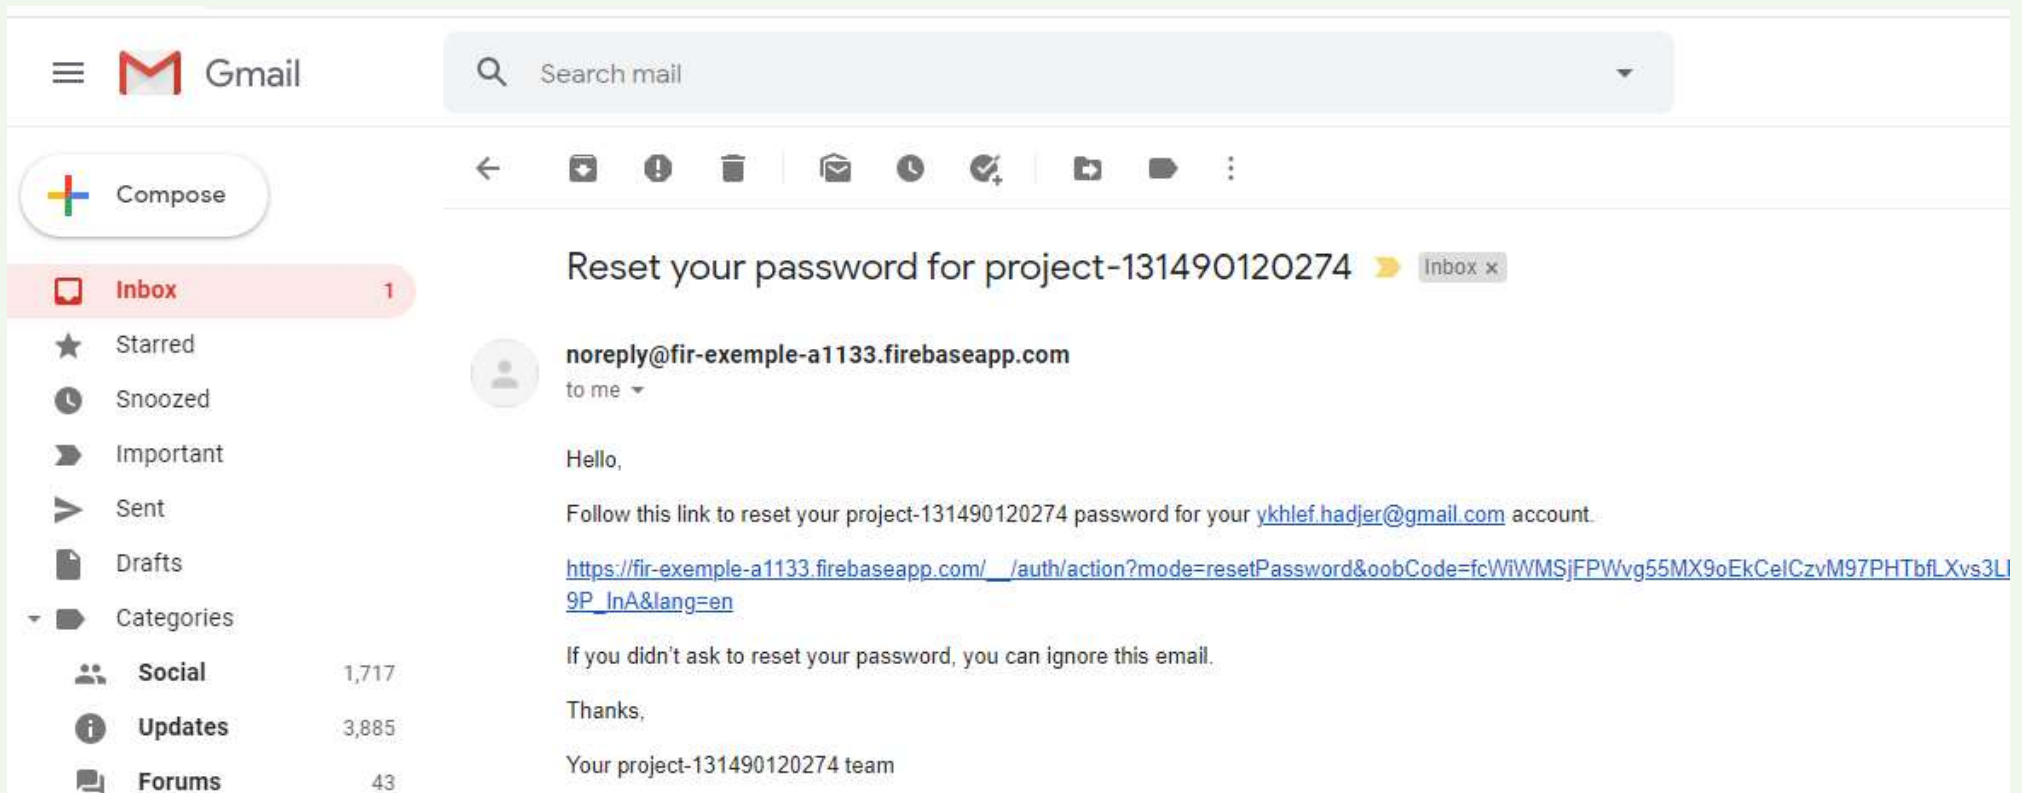 Gmail
Search mail
Compose
Inbox 1
Starred
Snoozed
Important
Sent
Drafts
Categories
Social 1,717
Updates 3,885
Forums 43
Reset your password for project-131490120274 Inbox x
noreply@fir-exemple-a1133.firebaseapp.com
to me
Hello,
Follow this link to reset your project-131490120274 password for your ykhlef.hadjer@gmail.com account.
https://fir-exemple-a1133.firebaseapp.com/__/auth/action?mode=resetPassword&oobCode=fcWiWMSjFPWvg55MX9oEkCelCzvM97PHTbfLXvs3L
9P_InA&lang=en
If you didn't ask to reset your password, you can ignore this email.
Thanks,
Your project-131490120274 team